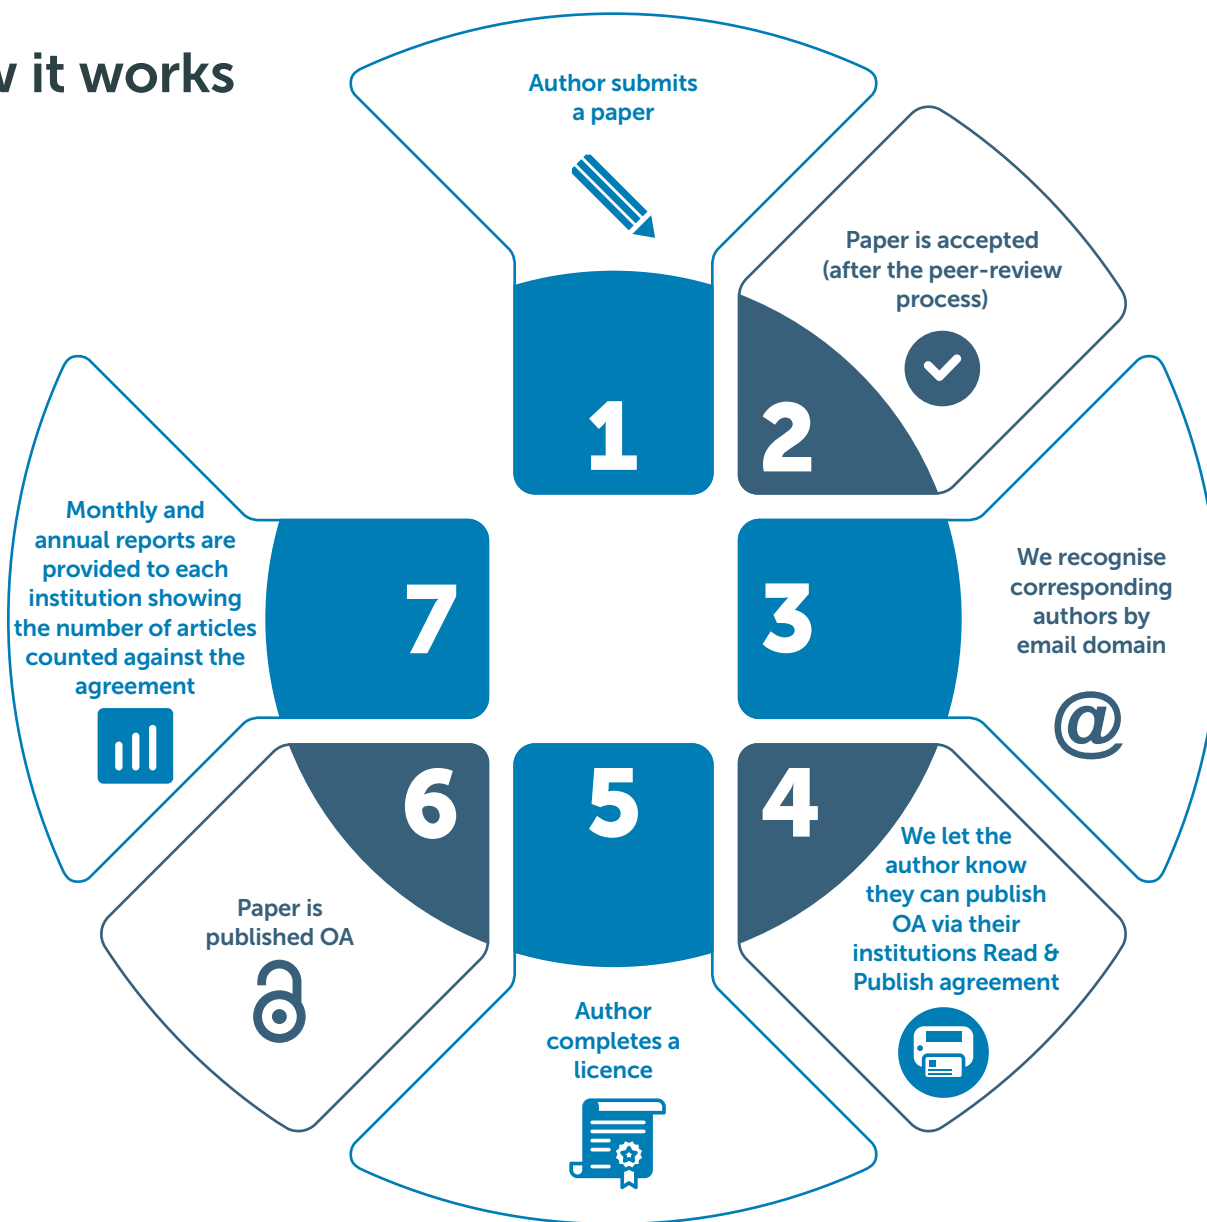 w it works
Author submits
a paper
1
Paper is accepted
(after the peer-review
process)
2
We recognise
corresponding
authors by
email domain
@
3
We let the
author know
they can publish
OA via their
institutions Read &
Publish agreement
4
Author
completes a
licence
5
Paper is
published OA
6
Monthly and
annual reports are
provided to each
institution showing
the number of articles
counted against the
agreement
7